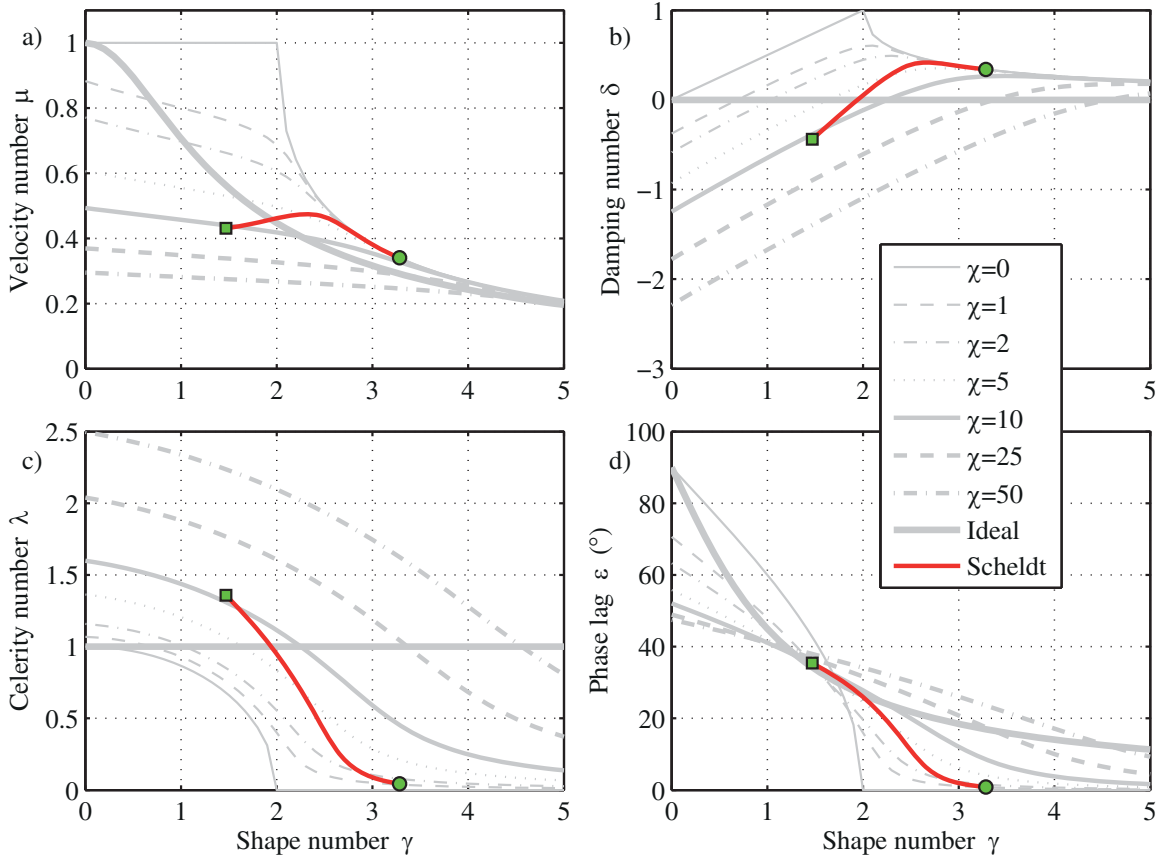 a)
Velocity number μ
1
0.8
0.6
0.4
0.2
0
0 1 2 3 4 5
b)
Damping number δ
1
0
−1
−2
−3
0 1 2 3 4 5
c)
Celerity number λ
2.5
2
1.5
1
0.5
0
0 1 2 3 4 5
Shape number γ
d)
Phase lag ε (°)
100
80
60
40
20
0
0 1 2 3 4 5
Shape number γ
χ=0
χ=1
χ=2
χ=5
χ=10
χ=25
χ=50
Ideal
Scheldt